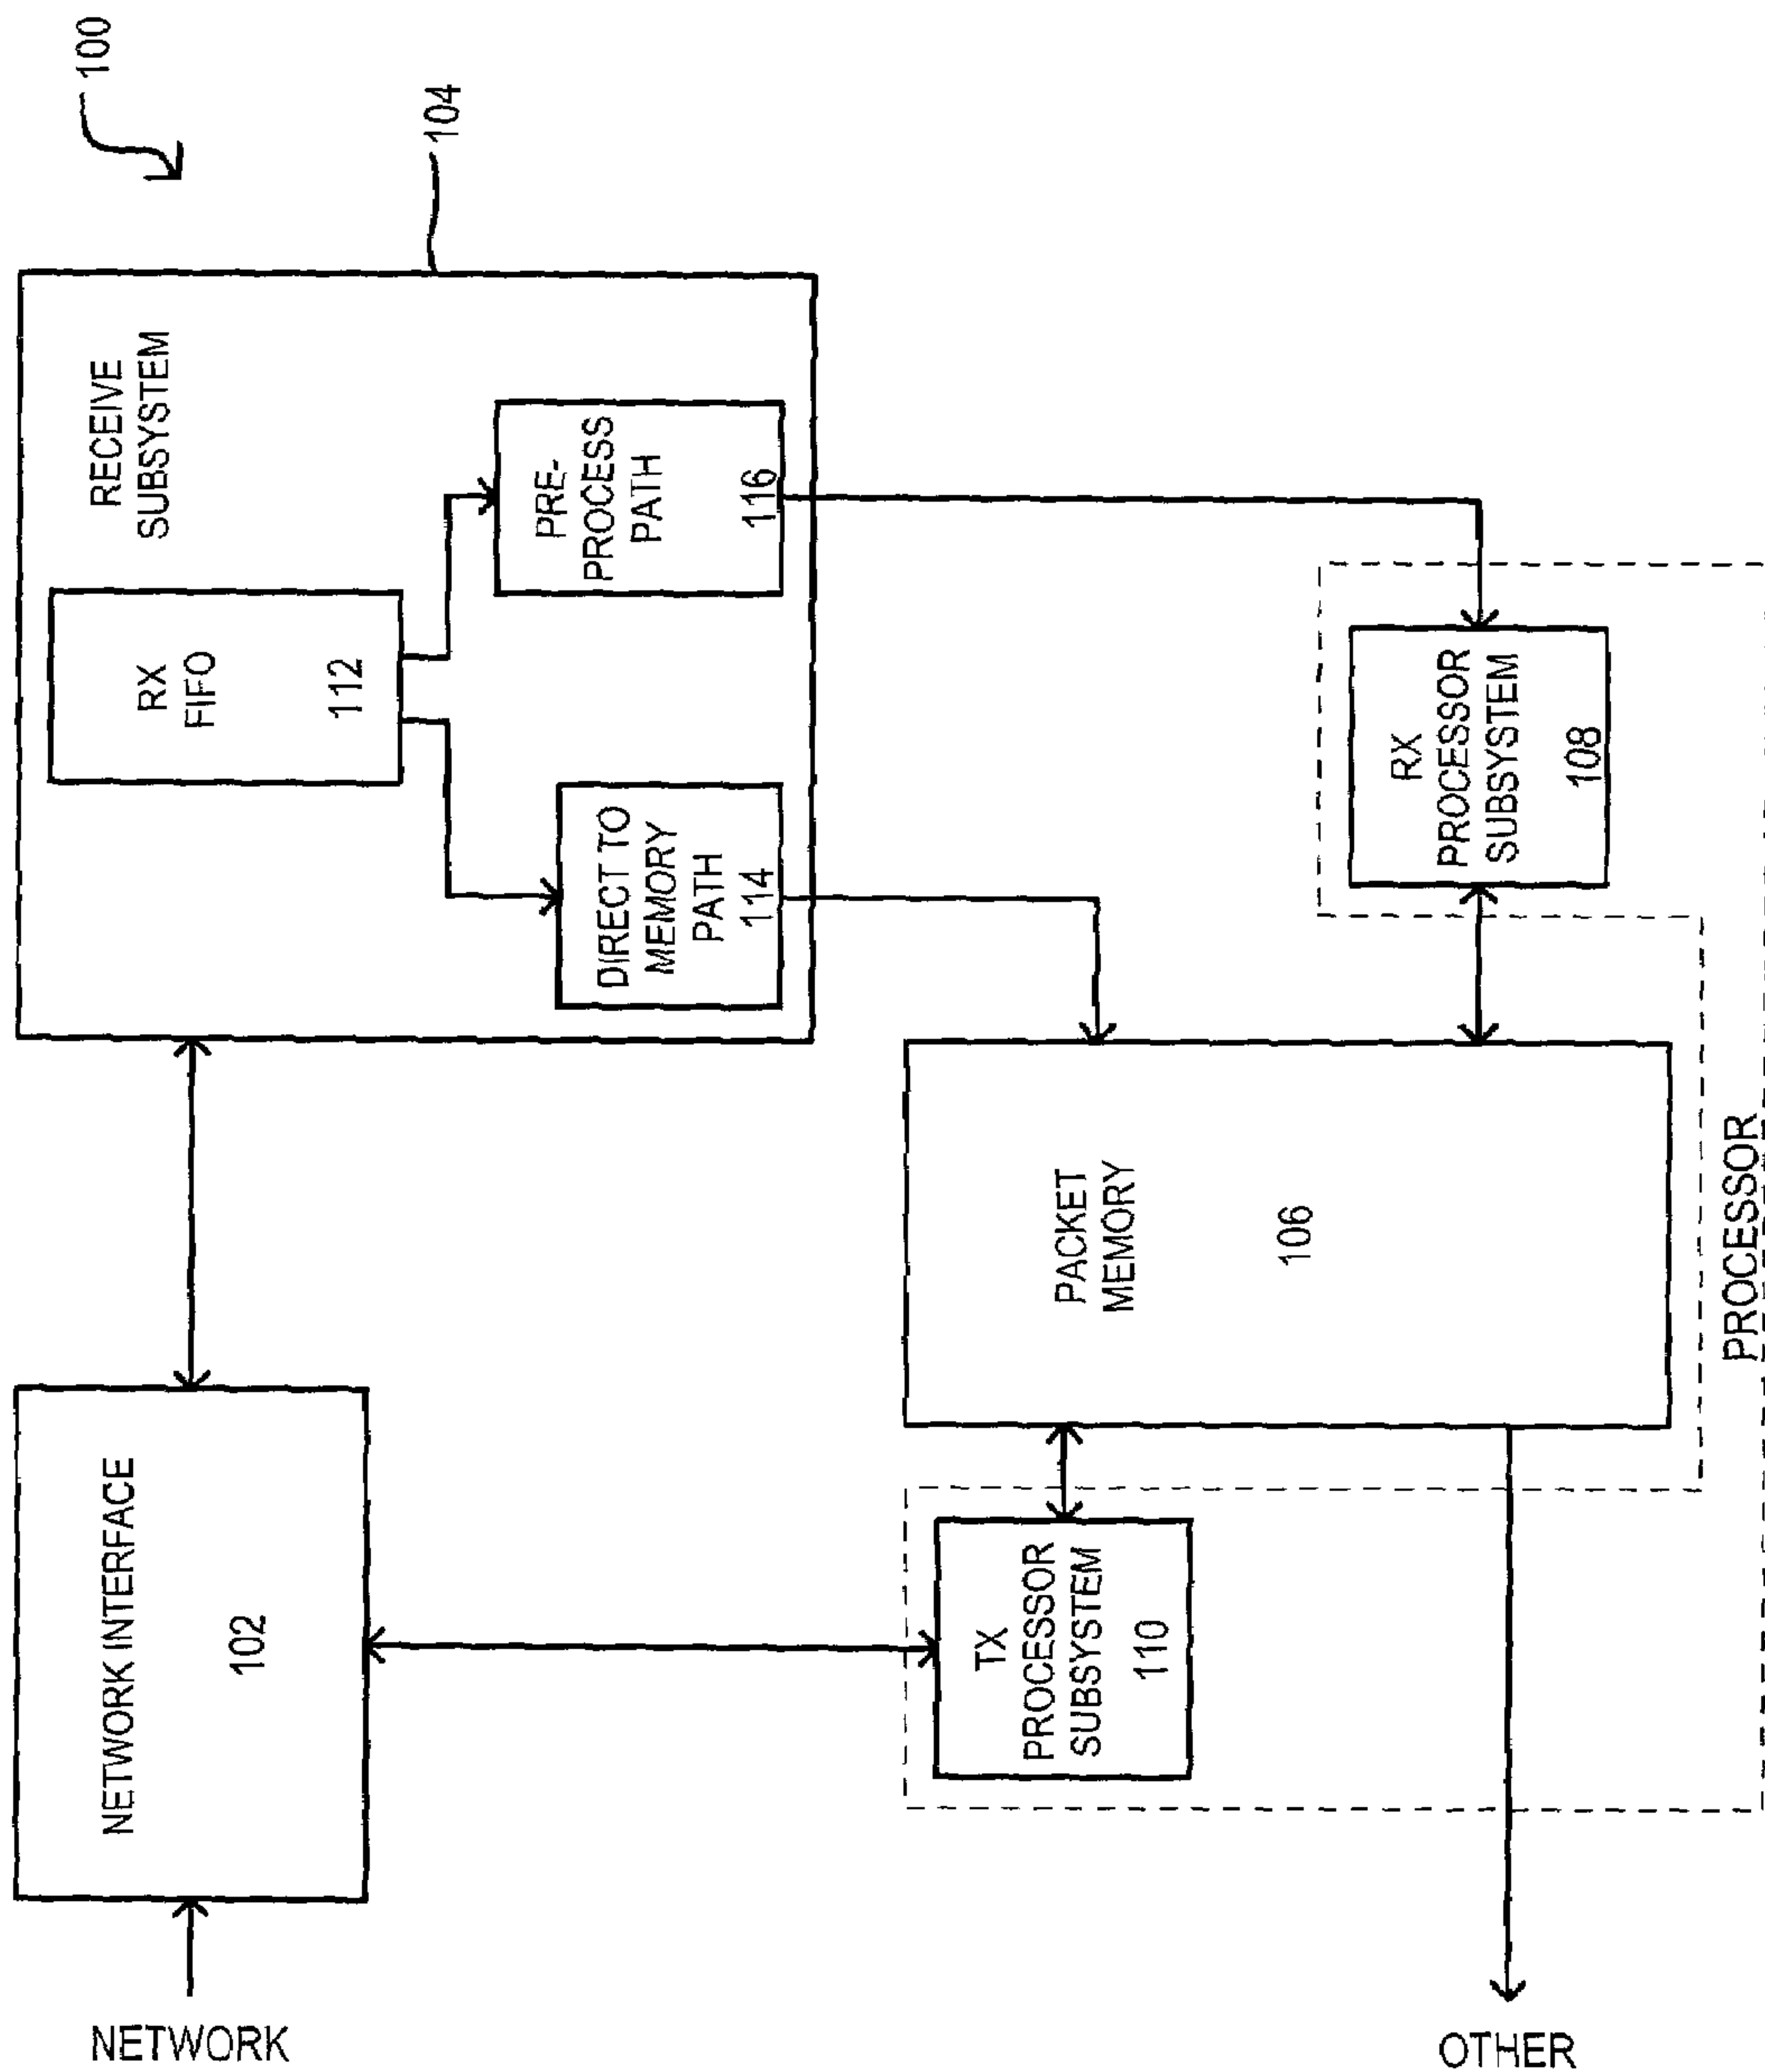 100
NETWORK
NETWORK INTERFACE
102
RECEIVE
SUBSYSTEM
104
RX
FIFO
112
DIRECT TO
MEMORY
PATH
114
PRE-
PROCESS
PATH
116
TX
PROCESSOR
SUBSYSTEM
110
PACKET
MEMORY
106
RX
PROCESSOR
SUBSYSTEM
108
OTHER
PROCESSOR